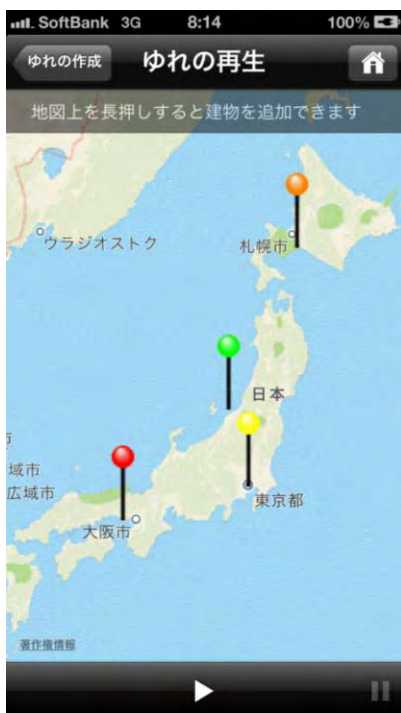 SoftBank 3G 8:14 100%
ゆれの作成 ゆれの再生
地図上を長押しすると建物を追加できます
ウラジオストク
札幌市
日本
域市
広域市
東京都
大阪市
著作権情報